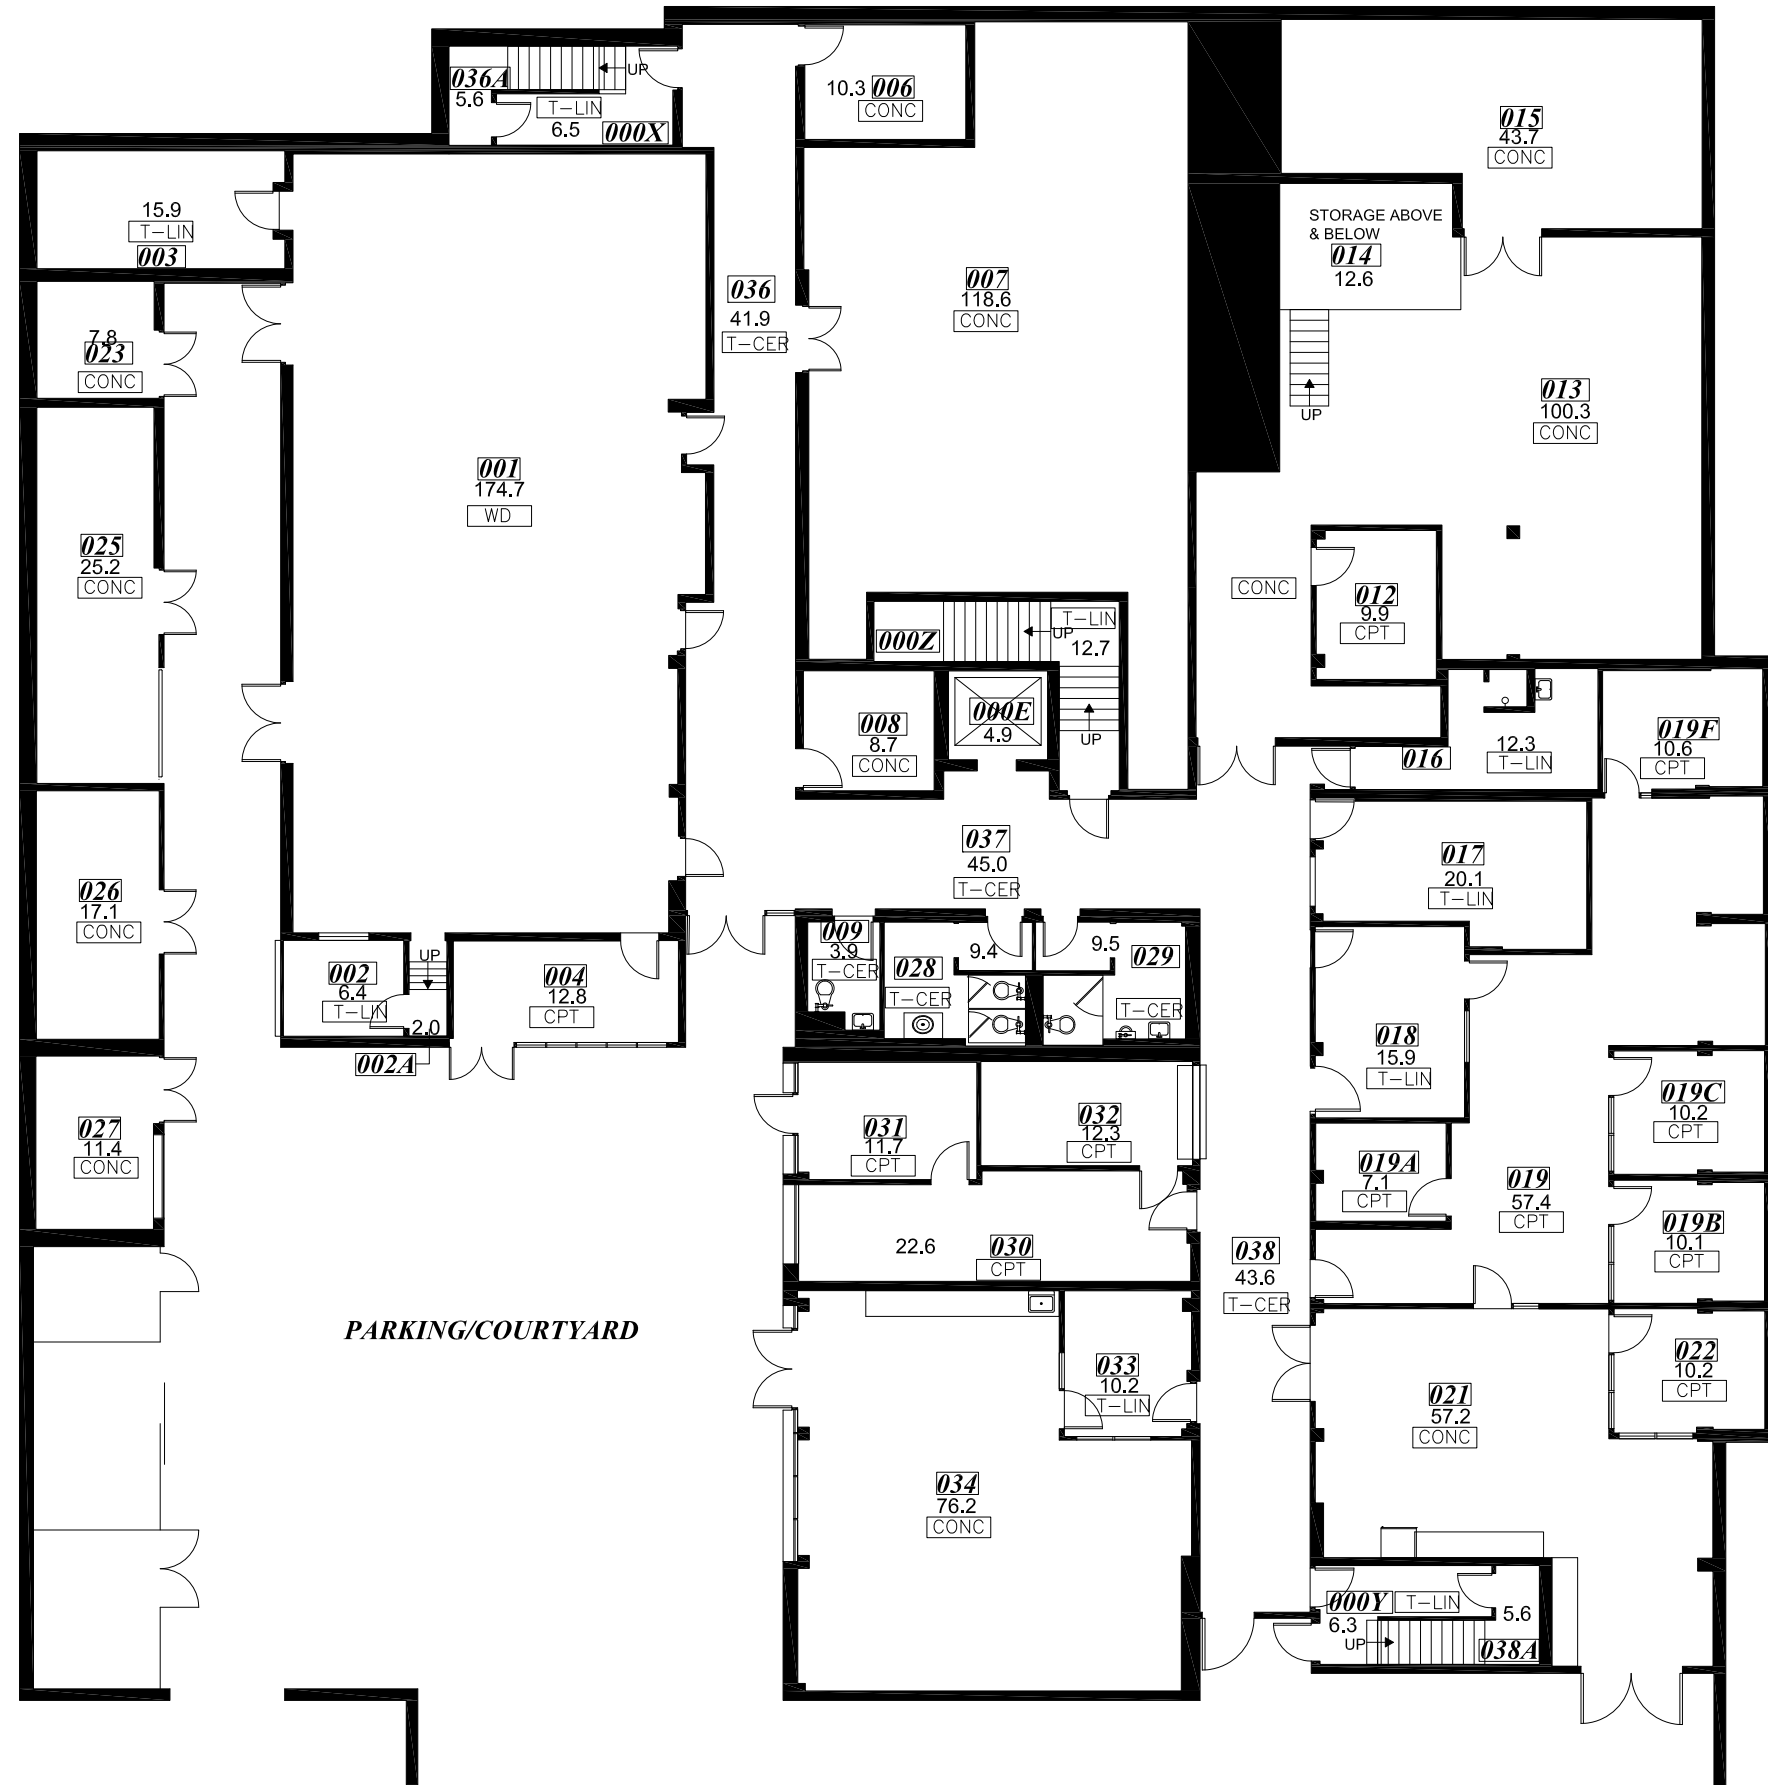 036A
5.6
UP
T-LIN
6.5
000X
10.3 006
CONC
015
43.7
CONC
15.9
T-LIN
003
STORAGE ABOVE
& BELOW
014
12.6
036
41.9
T-CER
007
118.6
CONC
7.8
023
CONC
UP
013
100.3
CONC
001
174.7
WD
025
25.2
CONC
CONC
012
9.9
CPT
000Z
UP
T-LIN
12.7
008
8.7
CONC
000E
4.9
UP
016
12.3
T-LIN
019F
10.6
CPT
037
45.0
T-CER
017
20.1
T-LIN
026
17.1
CONC
002
6.4
T-LIN
UP
2.0
002A
004
12.8
CPT
009
3.9
T-CER
028
9.4
T-CER
9.5
029
T-CER
018
15.9
T-LIN
027
11.4
CONC
031
11.7
CPT
032
12.3
CPT
019C
10.2
CPT
019A
7.1
CPT
019
57.4
CPT
019B
10.1
CPT
22.6
030
CPT
038
43.6
T-CER
PARKING/COURTYARD
033
10.2
T-LIN
022
10.2
CPT
021
57.2
CONC
034
76.2
CONC
000Y
T-LIN
6.3
5.6
UP
038A